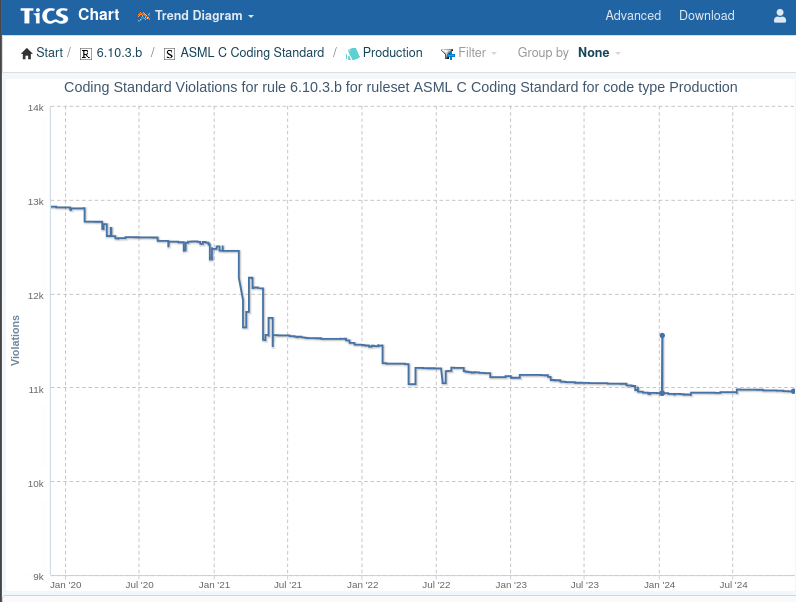 TiCS Chart Trend Diagram Advanced Download
Start / R 6.10.3.b / S ASML C Coding Standard / Production Filter Group by None
Coding Standard Violations for rule 6.10.3.b for ruleset ASML C Coding Standard for code type Production
14k
13k
12k
11k
10k
9k
Violations
Jan '20 Jul '20 Jan '21 Jul '21 Jan '22 Jul '22 Jan '23 Jul '23 Jan '24 Jul '24